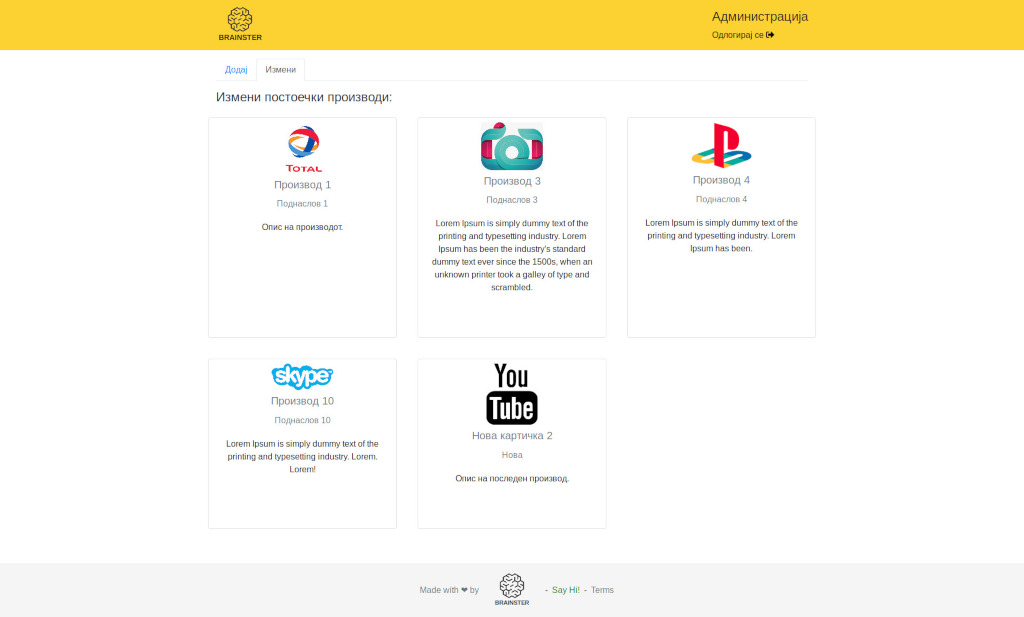 BRAINSTER
Администрација
Одлогирај се
Додај
Измени
Измени постоечки производи:
TOTAL
Производ 1
Поднаслов 1
Опис на производот.
Производ 3
Поднаслов 3
Lorem Ipsum is simply dummy text of the
printing and typesetting industry. Lorem
Ipsum has been the industry's standard
dummy text ever since the 1500s, when an
unknown printer took a galley of type and
scrambled.
Производ 4
Поднаслов 4
Lorem Ipsum is simply dummy text of the
printing and typesetting industry. Lorem
Ipsum has been.
skype
Производ 10
Поднаслов 10
Lorem Ipsum is simply dummy text of the
printing and typesetting industry. Lorem.
Lorem!
You
Tube
Нова картичка 2
Нова
Опис на последен производ.
Made with ❤ by
BRAINSTER
- Say Hi! - Terms